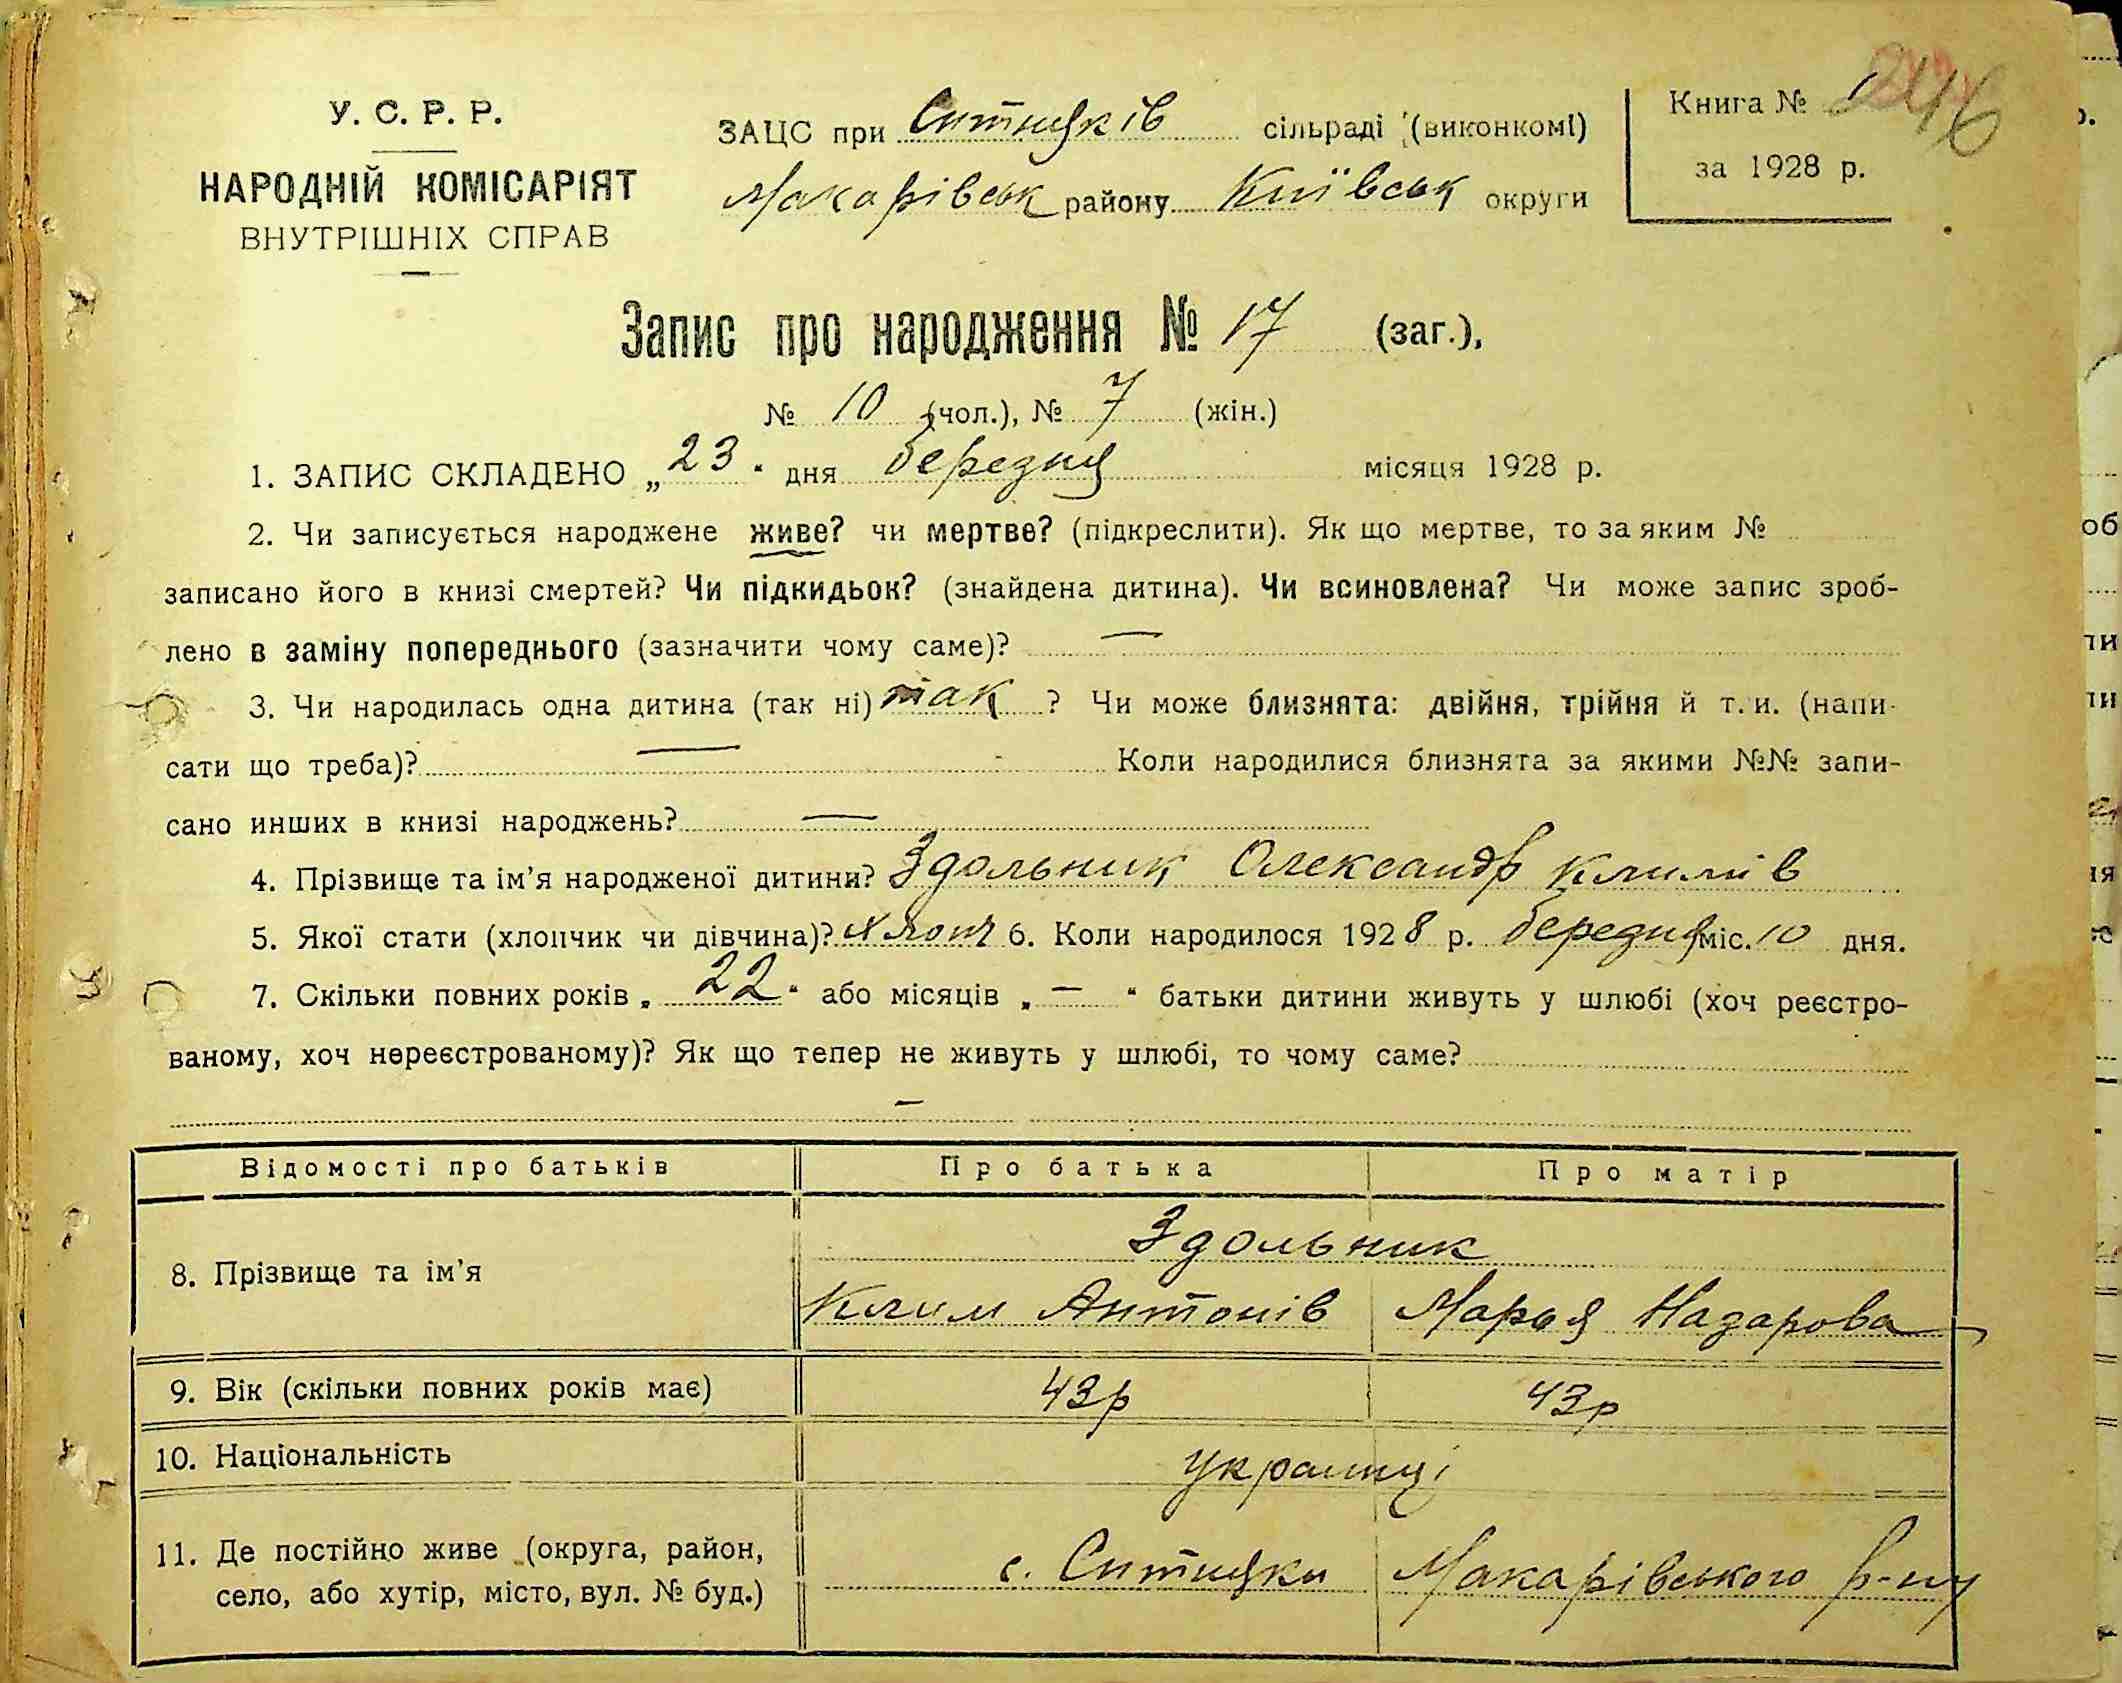 У. С. Р. Р.
НАРОДНІЙ КОМІСАРІЯТ
ВНУТРІШНІХ СПРАВ
ЗАЦС при Ситняків сільраді (виконкомі)
Макарівськ району Київськ округи
Книга №
246
за 1928 р.
Запис про народження № 17 (заг.),
№ 10 (чол.), № 7 (жін.)
1. ЗАПИС СКЛАДЕНО „23“ дня березня місяця 1928 р.
2. Чи записується народжене живе? чи мертве? (підкреслити). Як що мертве, то за яким №
записано його в книзі смертей? Чи підкидьок? (знайдена дитина). Чи всиновлена? Чи може запис зроб-
лено в заміну попереднього (зазначити чому саме)? —
3. Чи народилась одна дитина (так ні) так ? Чи може близнята: двійня, трійня й т. и. (напи-
сати що треба)? — Коли народилися близнята за якими №№ запи-
сано инших в книзі народжень? —
4. Прізвище та ім’я народженої дитини? Здольник Олександр Климів
5. Якої стати (хлопчик чи дівчина)? хлопч 6. Коли народилося 1928 р. березня міс. 10 дня.
7. Скільки повних років „22“ або місяців „—“ батьки дитини живуть у шлюбі (хоч реєстро-
ваному, хоч нереєстрованому)? Як що тепер не живуть у шлюбі, то чому саме?
—
Відомості про батьків Про батька Про матір
8. Прізвище та ім’я
Здольник
Клим Антонів Марья Назарова
9. Вік (скільки повних років має) 43р 43р
10. Національність українці
11. Де постійно живе (округа, район,
село, або хутір, місто, вул. № буд.)
с. Ситняки Макарівського р-ну